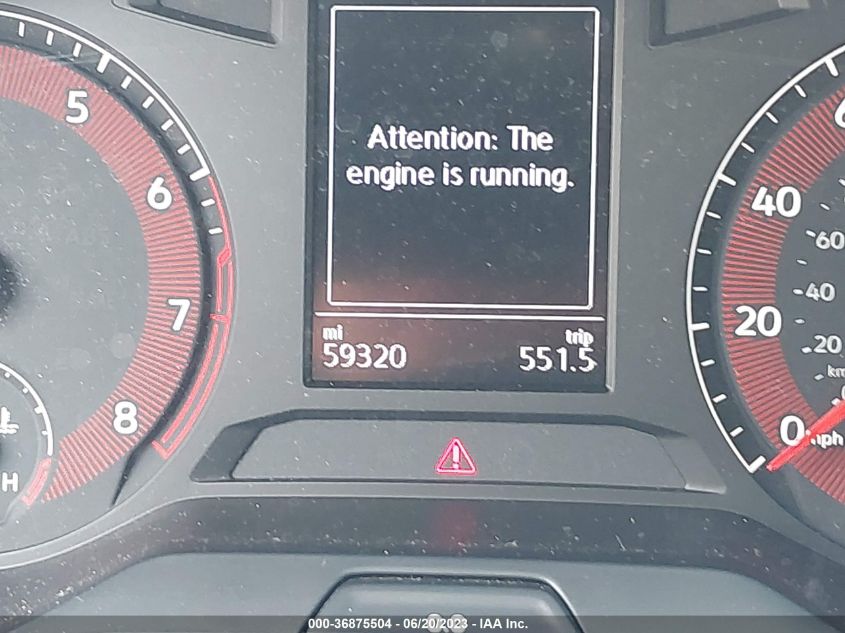 Attention: The
engine is running.
mi
trip
59320
551.5
5
6
7
8
H
40
20
0
mph
60
40
20
000-36875504 - 06/20/2023 - IAA Inc.